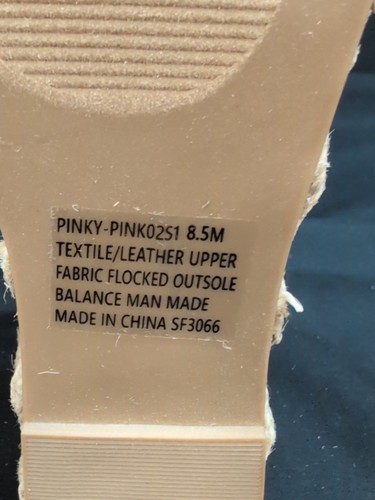 PINKY-PINK02S1 8.5M
TEXTILE/LEATHER UPPER
FABRIC FLOCKED OUTSOLE
BALANCE MAN MADE
MADE IN CHINA SF3066